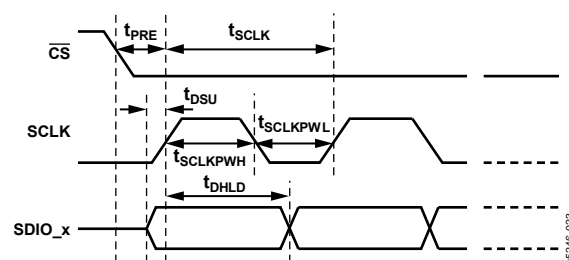 tPRE
tSCLK
CS
tDSU
SCLK
tSCLKPWL
tSCLKPWH
tDHLD
SDIO_x